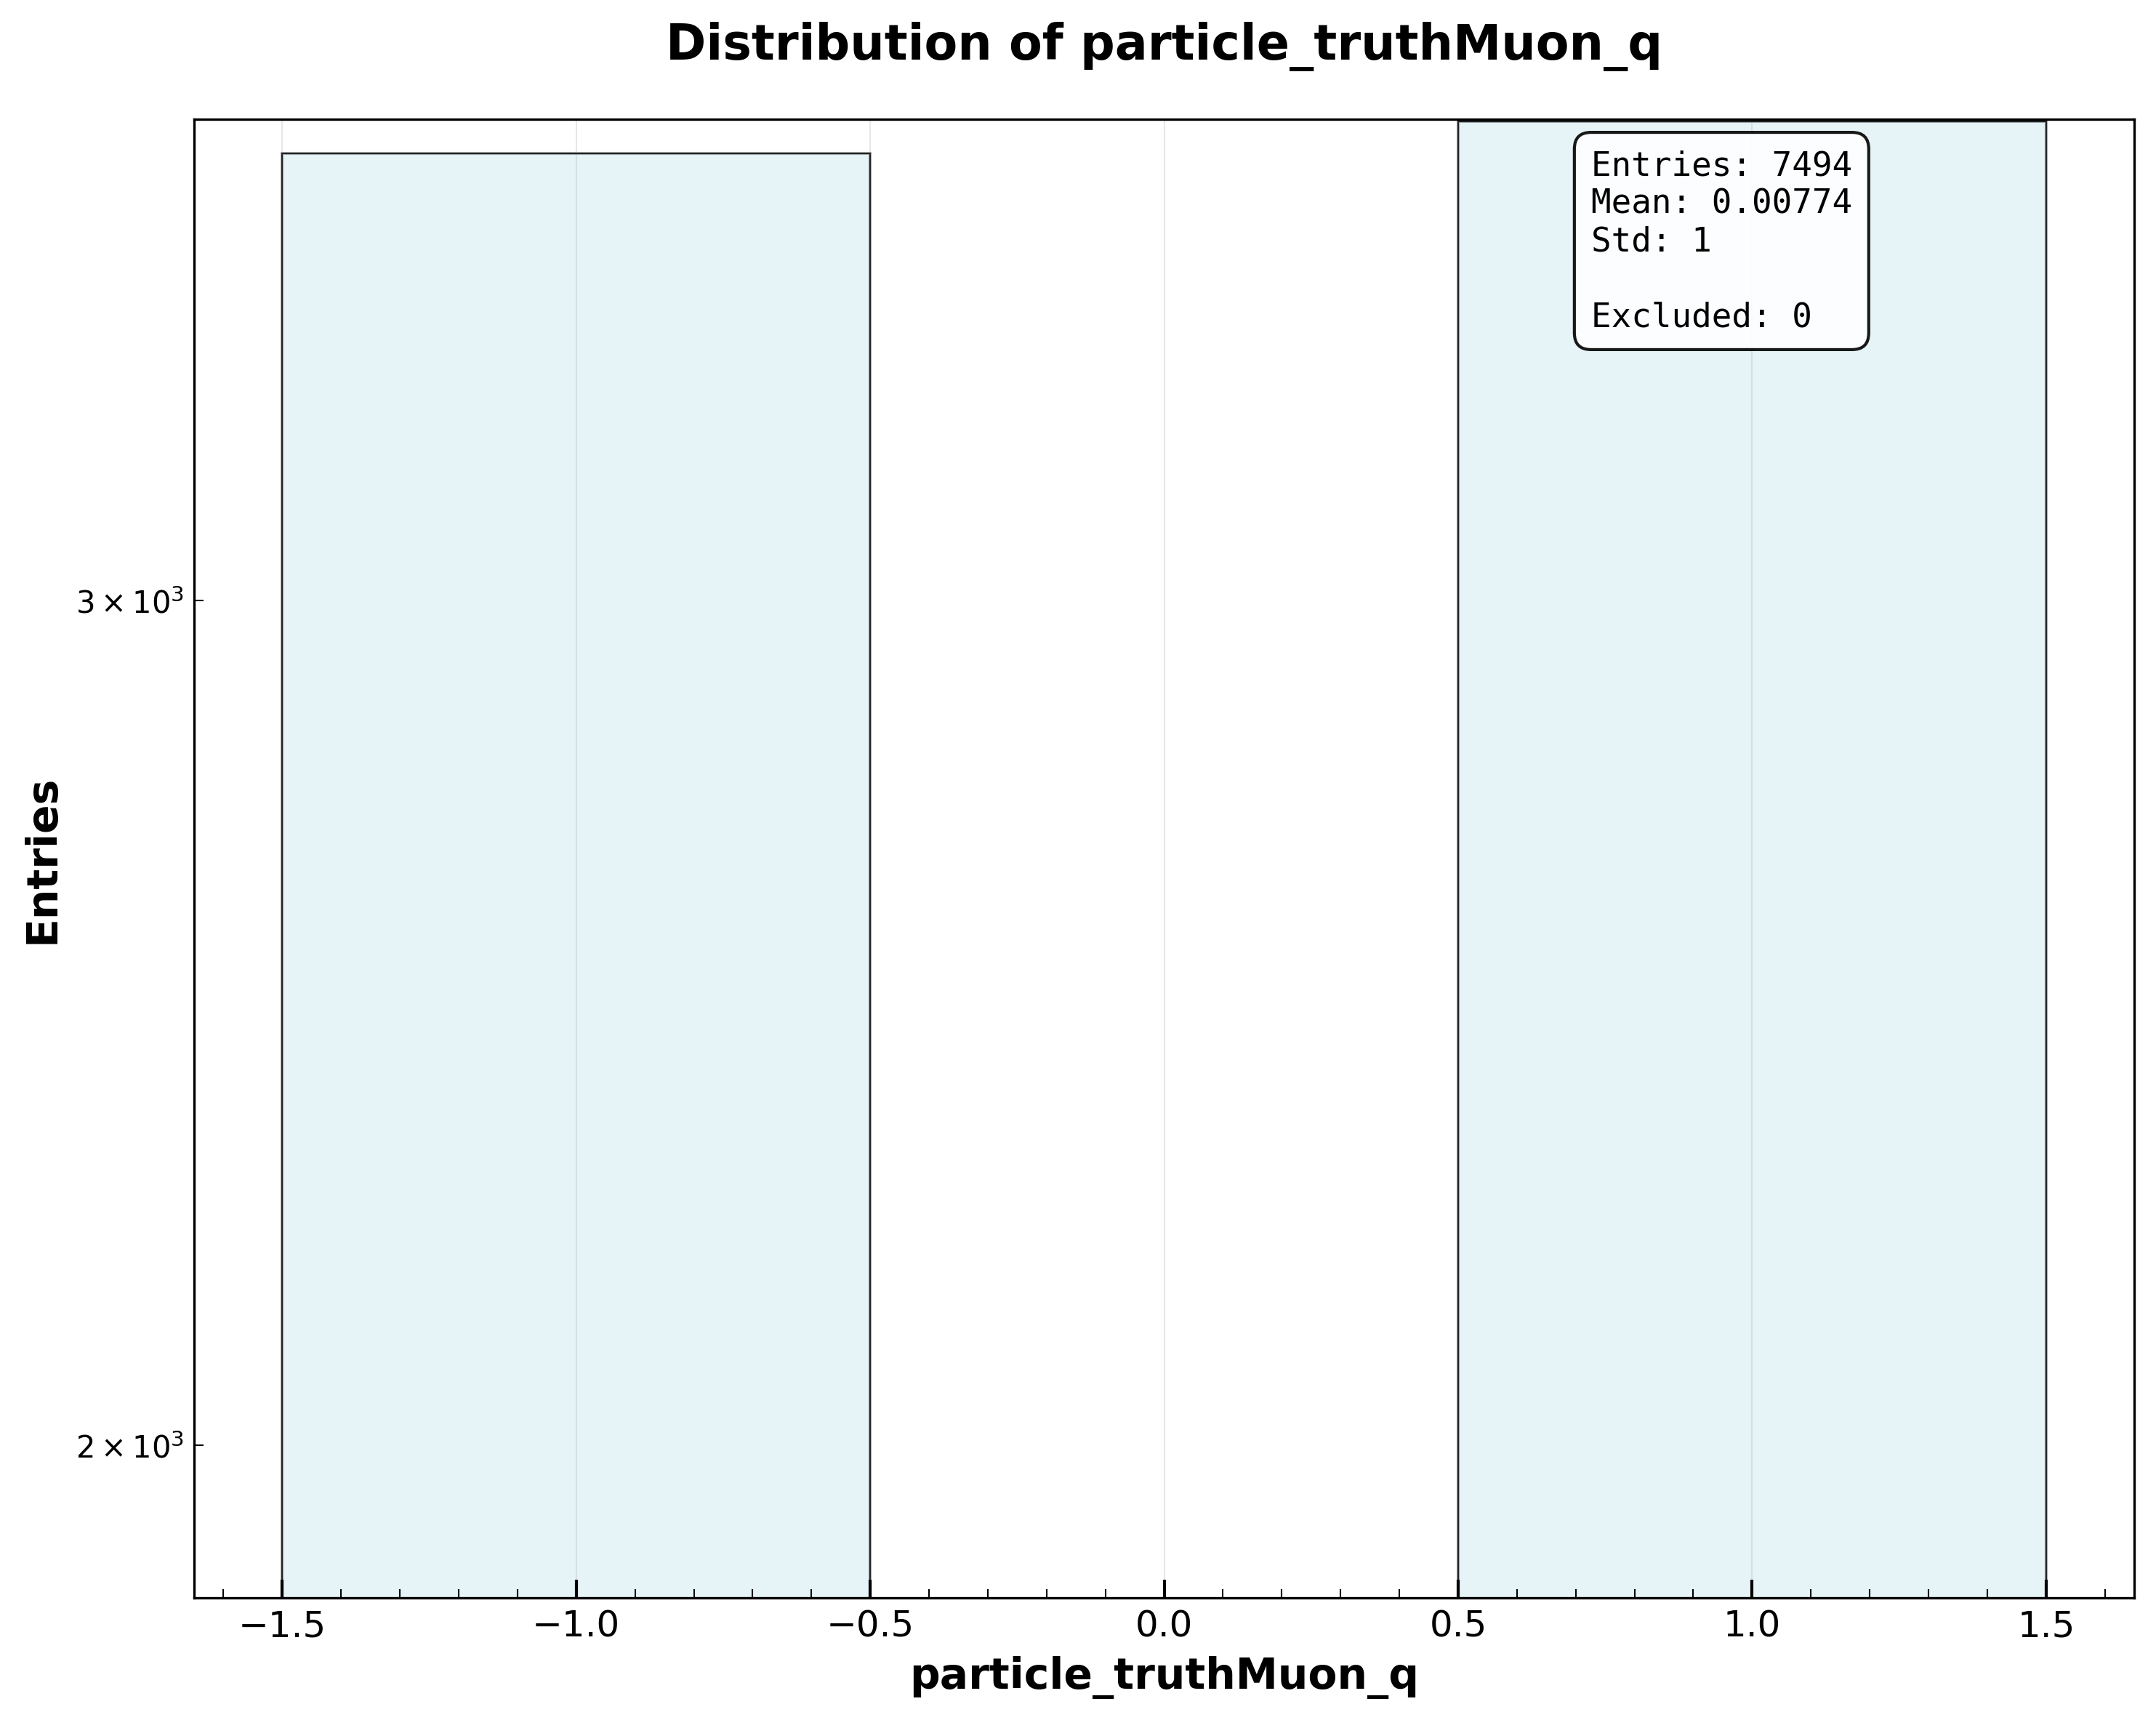 Distribution of particle_truthMuon_q
Entries: 7494
Mean: 0.00774
Std: 1
Excluded: 0
3 × 10³
2 × 10³
Entries
−1.5 −1.0 −0.5 0.0 0.5 1.0 1.5
particle_truthMuon_q